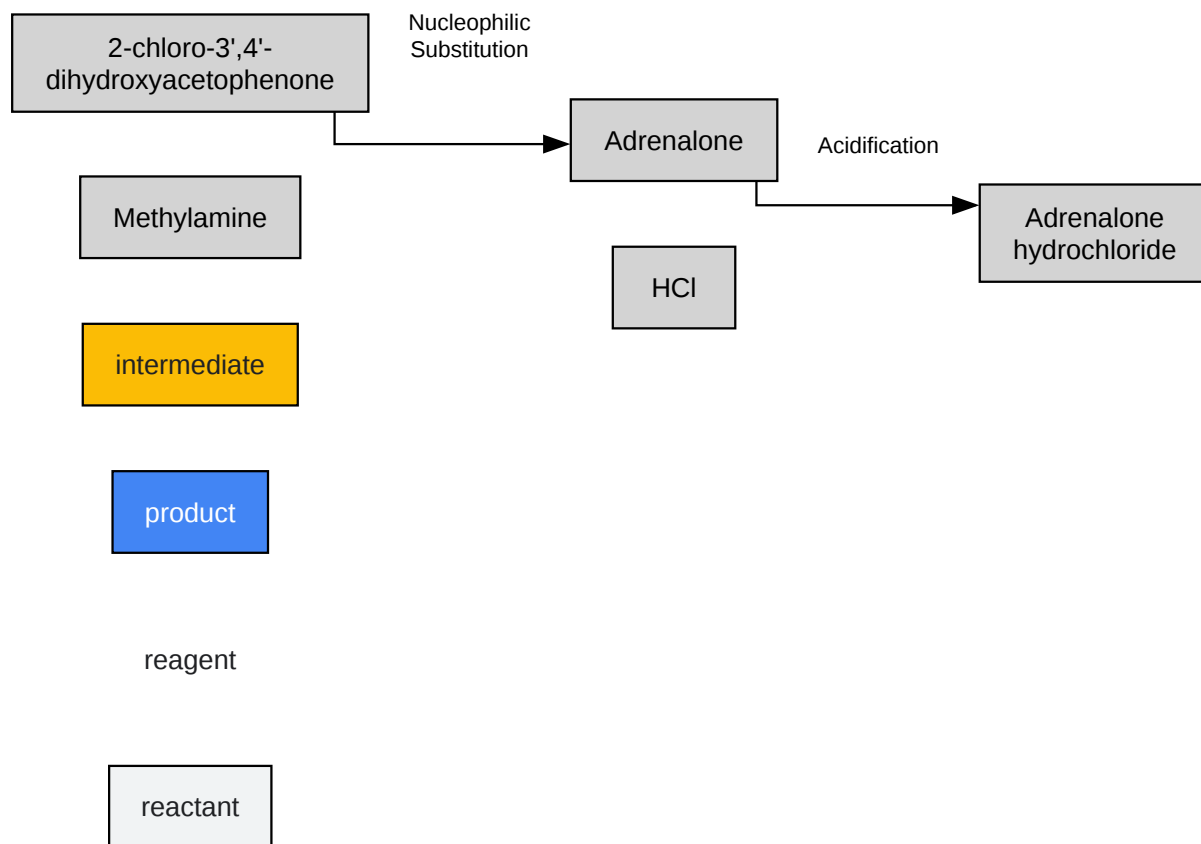 2-chloro-3',4'-
dihydroxyacetophenone
Nucleophilic
Substitution
Adrenalone
Acidification
Adrenalone
hydrochloride
Methylamine
HCl
intermediate
product
reagent
reactant